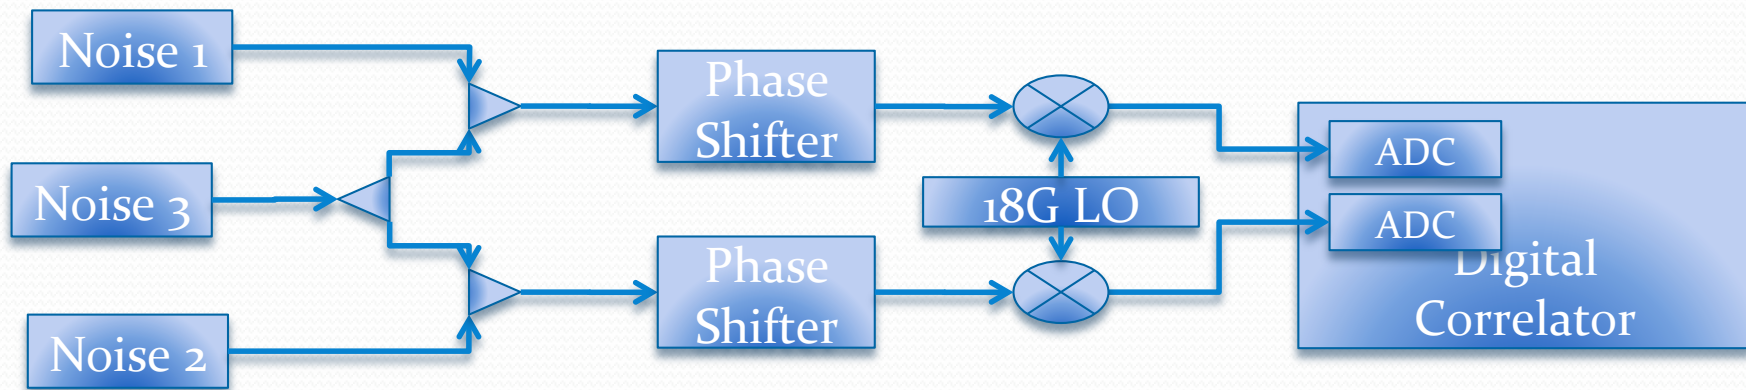 Noise 1
Noise 3
Noise 2
Phase
Shifter
Phase
Shifter
18G LO
ADC
ADC
Digital
Correlator